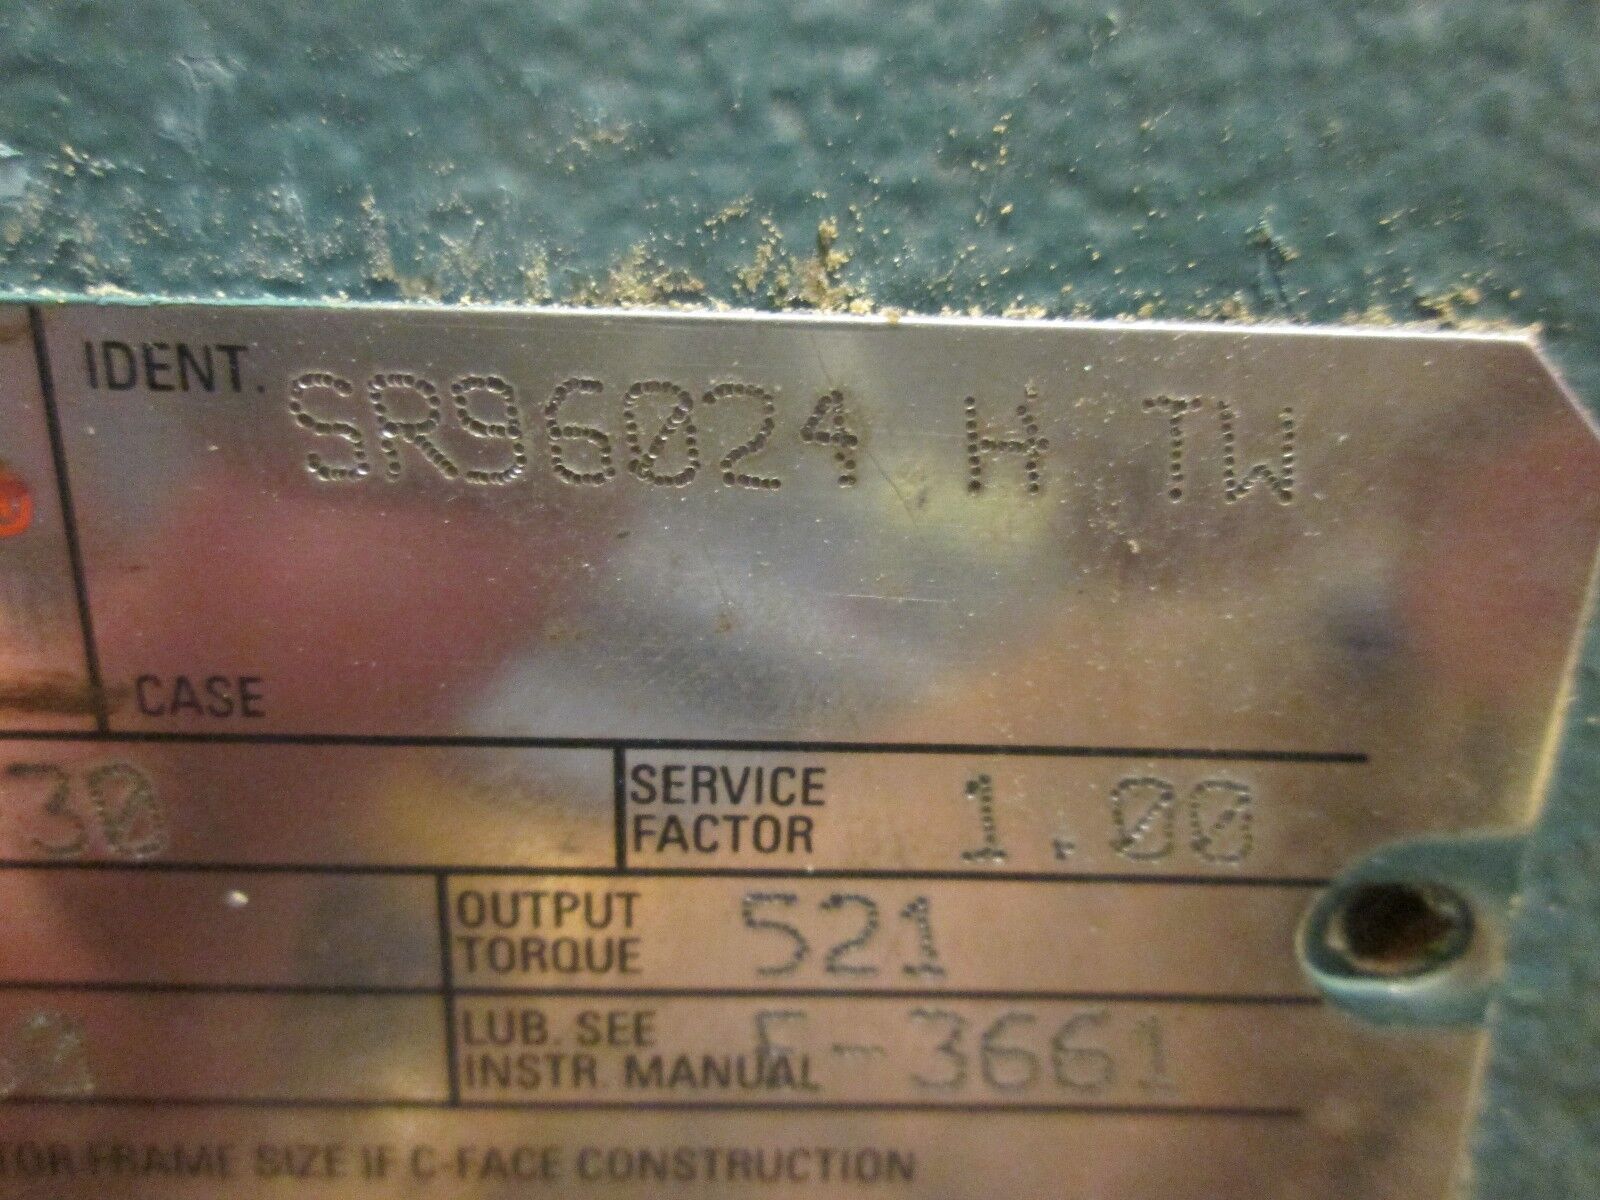 IDENT. SR96024 H TW
CASE
30 SERVICE FACTOR 1.00
OUTPUT TORQUE 521
LUB. SEE INSTR. MANUAL F-3661
FRAME SIZE IF C-FACE CONSTRUCTION